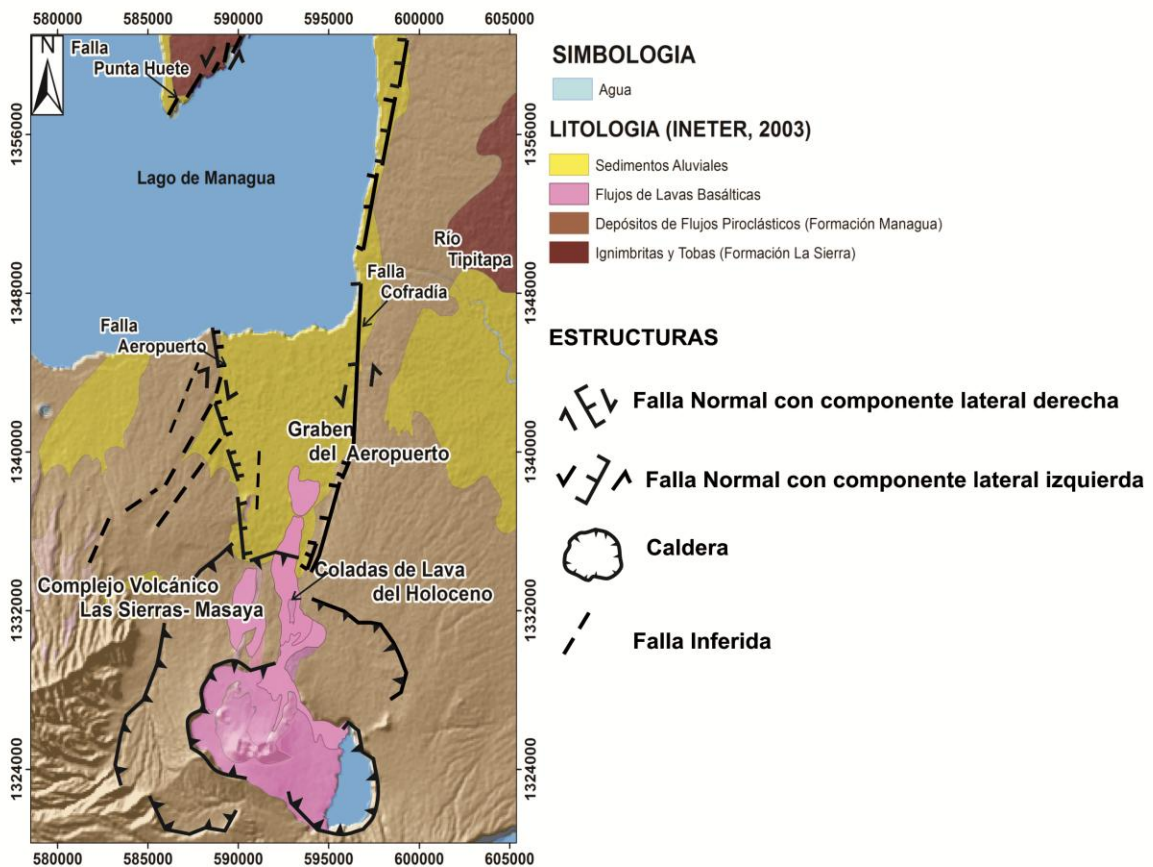 580000 585000 590000 595000 600000 605000
N
Falla
Punta Huete
Lago de Managua
Río
Tipitapa
Falla
Cofradía
Falla
Aeropuerto
Graben
del Aeropuerto
Coladas de Lava
del Holoceno
Complejo Volcánico
Las Sierras- Masaya
1356000
1348000
1340000
1332000
1324000
1356000
1348000
1340000
1332000
1324000
580000 585000 590000 595000 600000 605000
SIMBOLOGIA
Agua
LITOLOGIA (INETER, 2003)
Sedimentos Aluviales
Flujos de Lavas Basálticas
Depósitos de Flujos Piroclásticos (Formación Managua)
Ignimbritas y Tobas (Formación La Sierra)
ESTRUCTURAS
Falla Normal con componente lateral derecha
Falla Normal con componente lateral izquierda
Caldera
Falla Inferida